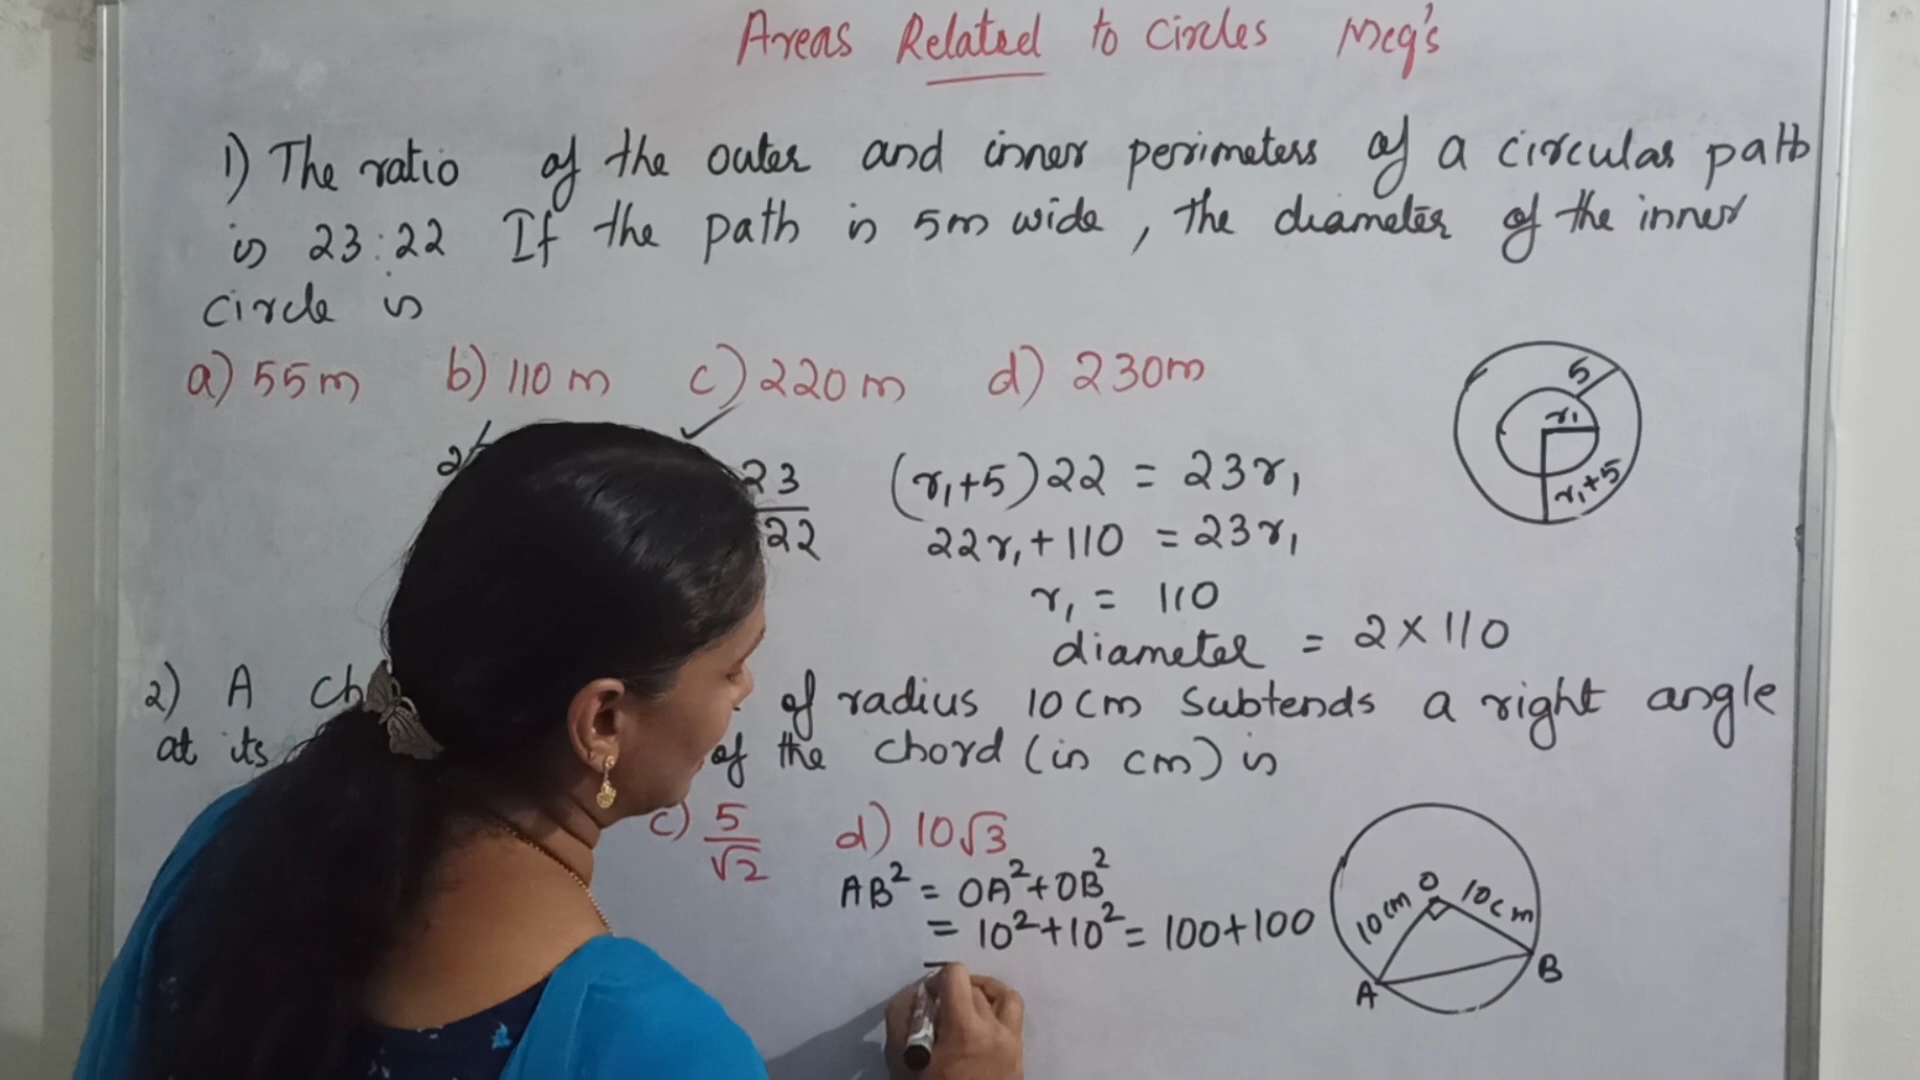 Areas Related to Circles Mcq's
1) The ratio of the outer and inner perimeters of a circular path
is 23:22 If the path is 5m wide, the diameter of the inner
circle is
a) 55m b) 110 m c) 220 m d) 230m
23
22
(r₁+5)22 = 23r₁
22r₁+110 = 23r₁
r₁ = 110
diameter = 2×110
5
r₁
r₁+5
2) A of radius 10cm Subtends a right angle
at its of the chord (in cm) is
c) 5/√2 d) 10√3
AB² = OA²+OB²
= 10²+10² = 100+100
=
O
10cm 10cm
A B